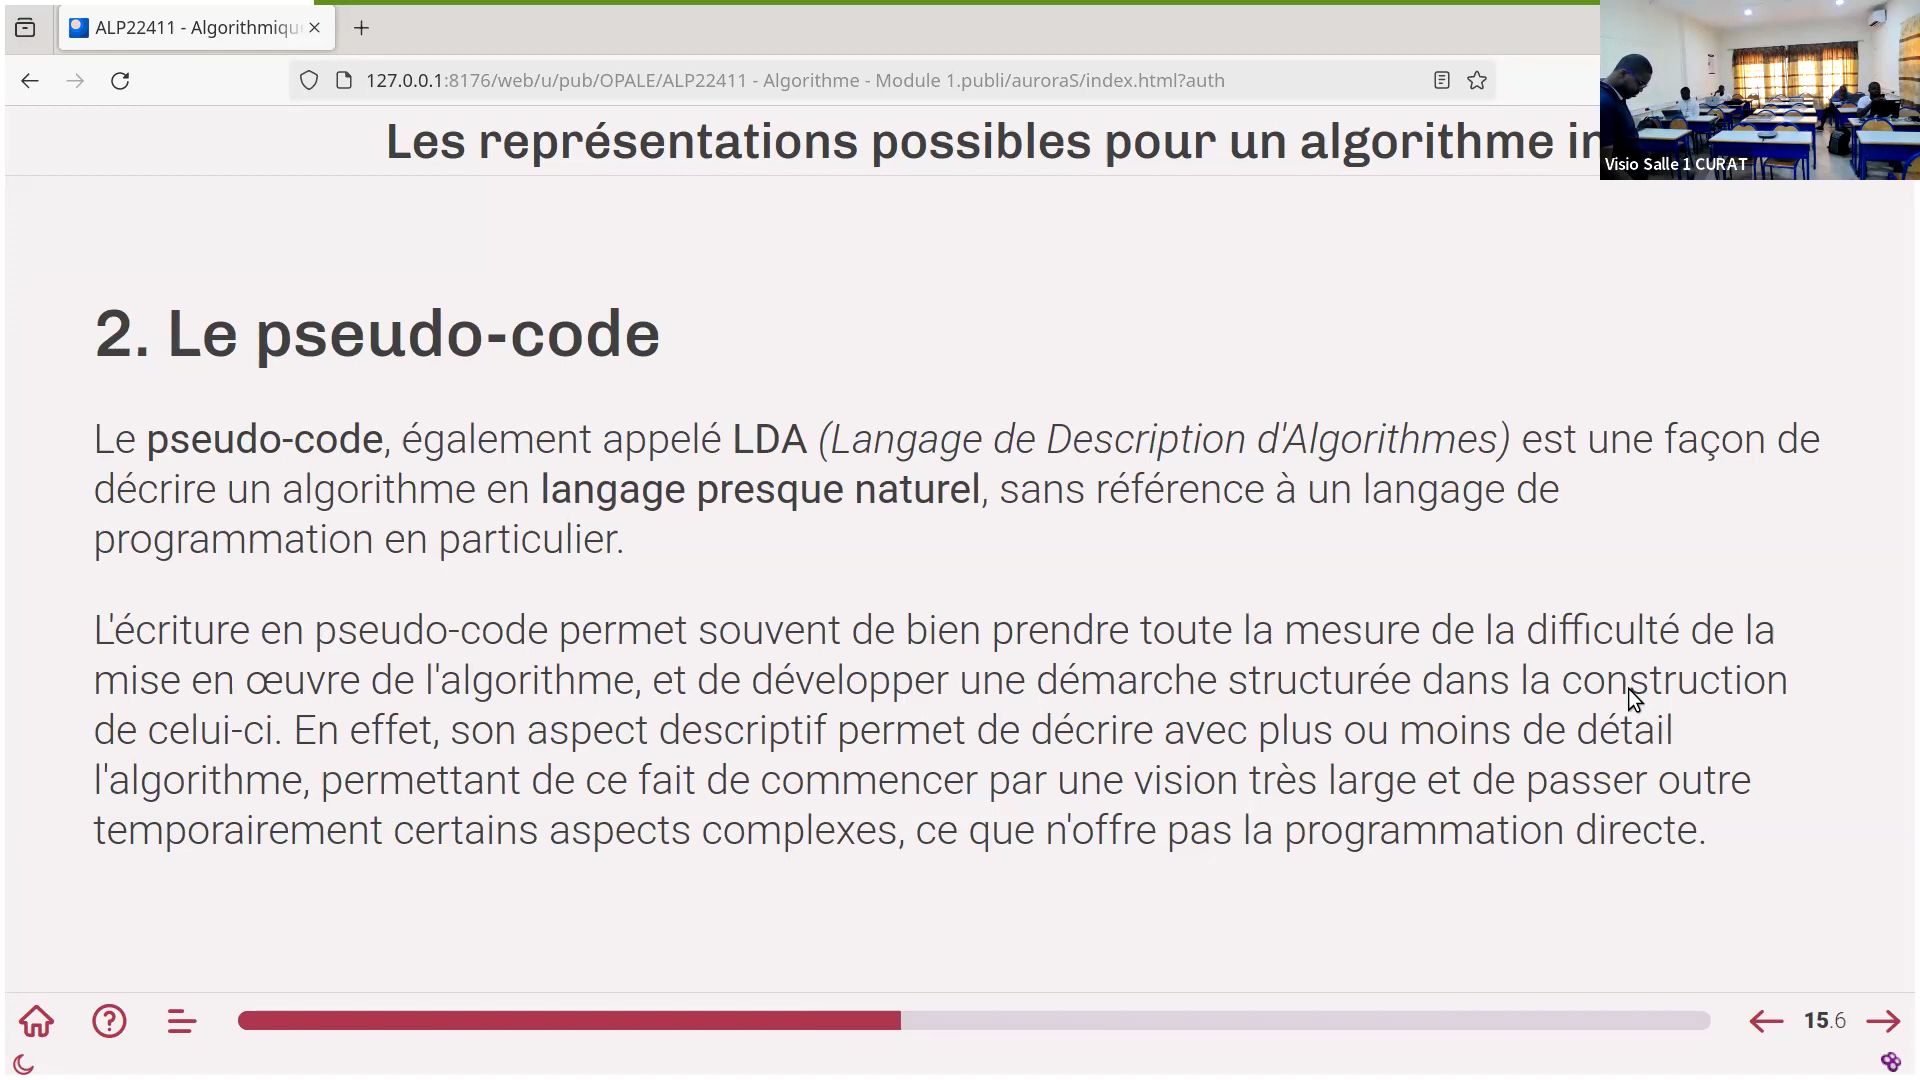 ALP22411 - Algorithmiqu
127.0.0.1:8176/web/u/pub/OPALE/ALP22411 - Algorithme - Module 1.publi/auroraS/index.html?auth
Les représentations possibles pour un algorithme in
Visio Salle 1 CURAT
2. Le pseudo-code
Le pseudo-code, également appelé LDA (Langage de Description d'Algorithmes) est une façon de
décrire un algorithme en langage presque naturel, sans référence à un langage de
programmation en particulier.
L'écriture en pseudo-code permet souvent de bien prendre toute la mesure de la difficulté de la
mise en œuvre de l'algorithme, et de développer une démarche structurée dans la construction
de celui-ci. En effet, son aspect descriptif permet de décrire avec plus ou moins de détail
l'algorithme, permettant de ce fait de commencer par une vision très large et de passer outre
temporairement certains aspects complexes, ce que n'offre pas la programmation directe.
15.6